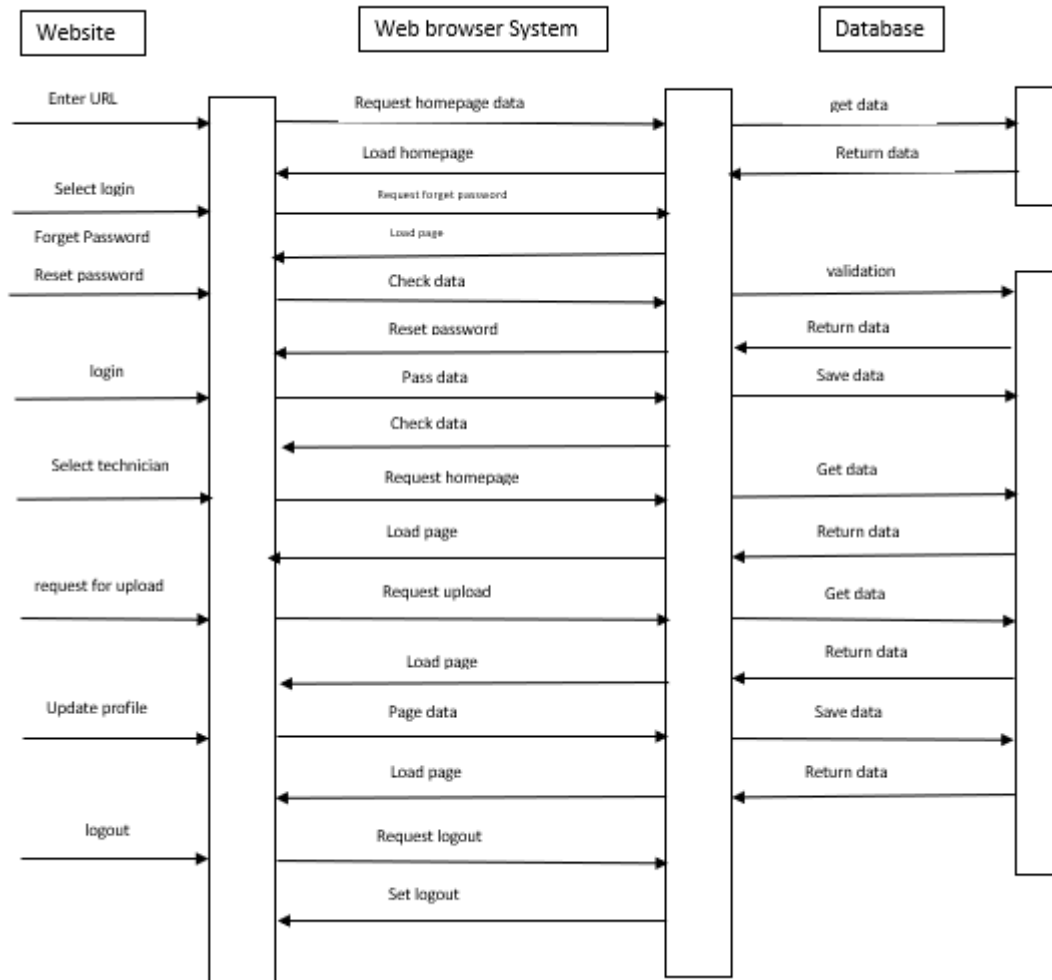 Website
Web browser System
Database
Enter URL
Request homepage data
get data
Load homepage
Return data
Select login
Request forget password
Forget Password
Load page
Reset password
Check data
validation
Reset password
Return data
login
Pass data
Save data
Check data
Select technician
Request homepage
Get data
Load page
Return data
request for upload
Request upload
Get data
Load page
Return data
Update profile
Page data
Save data
Load page
Return data
logout
Request logout
Set logout